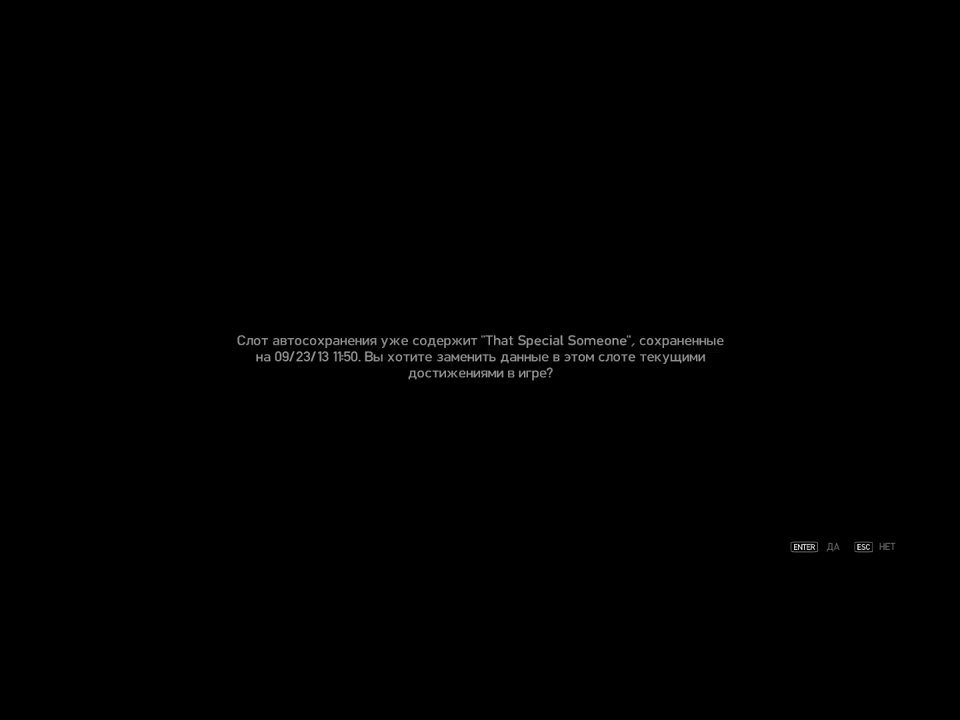 Слот автосохранения уже содержит "That Special Someone", сохраненные
на 09/23/13 11:50. Вы хотите заменить данные в этом слоте текущими
достижениями в игре?
ENTER ДА ESC НЕТ